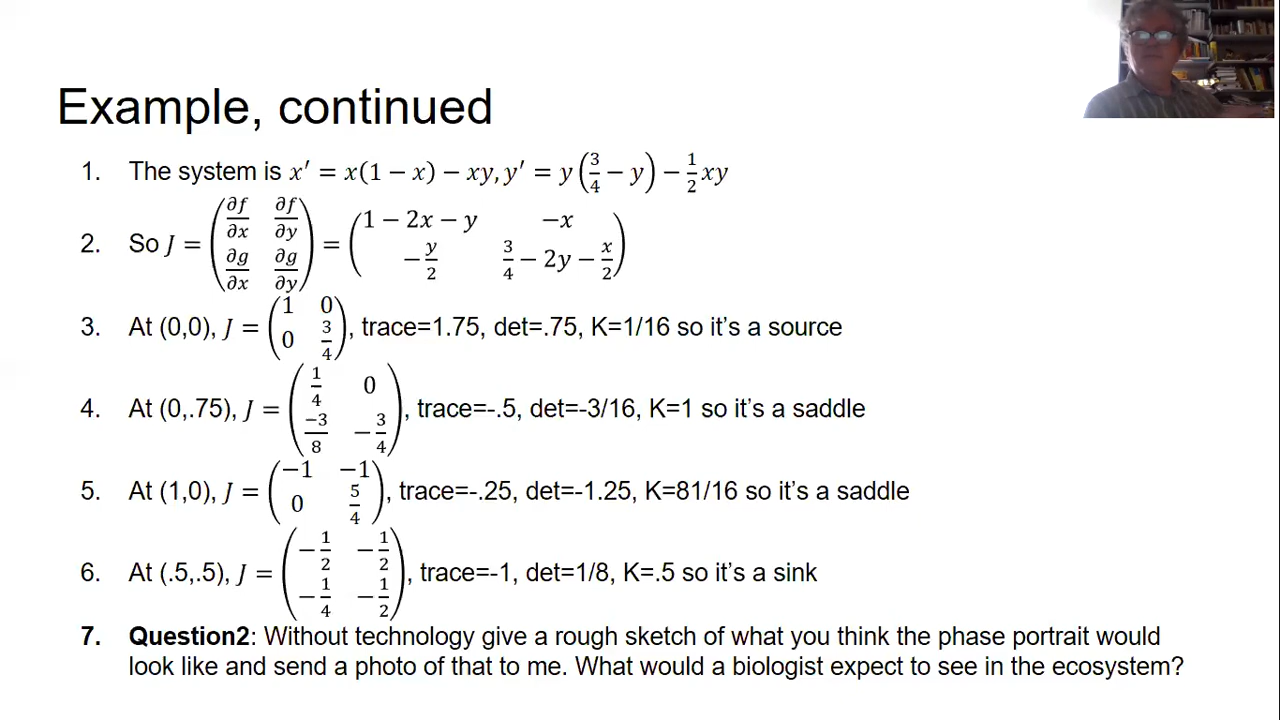 Example, continued
1. The system is x′ = x(1 − x) − xy, y′ = y(3/4 − y) − 1/2 xy
2. So J = (∂f/∂x ∂f/∂y ; ∂g/∂x ∂g/∂y) = (1 − 2x − y −x ; −y/2 3/4 − 2y − x/2)
3. At (0,0), J = (1 0 ; 0 3/4), trace=1.75, det=.75, K=1/16 so it’s a source
4. At (0,.75), J = (1/4 0 ; −3/8 −3/4), trace=-.5, det=-3/16, K=1 so it’s a saddle
5. At (1,0), J = (−1 −1 ; 0 5/4), trace=-.25, det=-1.25, K=81/16 so it’s a saddle
6. At (.5,.5), J = (−1/2 −1/2 ; −1/4 −1/2), trace=-1, det=1/8, K=.5 so it’s a sink
7. Question2: Without technology give a rough sketch of what you think the phase portrait would
look like and send a photo of that to me. What would a biologist expect to see in the ecosystem?